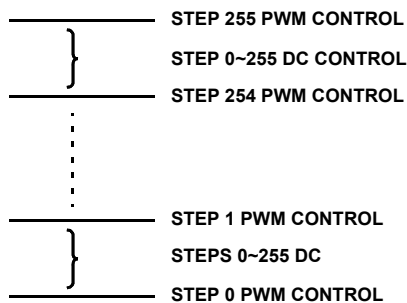 STEP 255 PWM CONTROL
STEP 0~255 DC CONTROL
STEP 254 PWM CONTROL
STEP 1 PWM CONTROL
STEPS 0~255 DC
STEP 0 PWM CONTROL